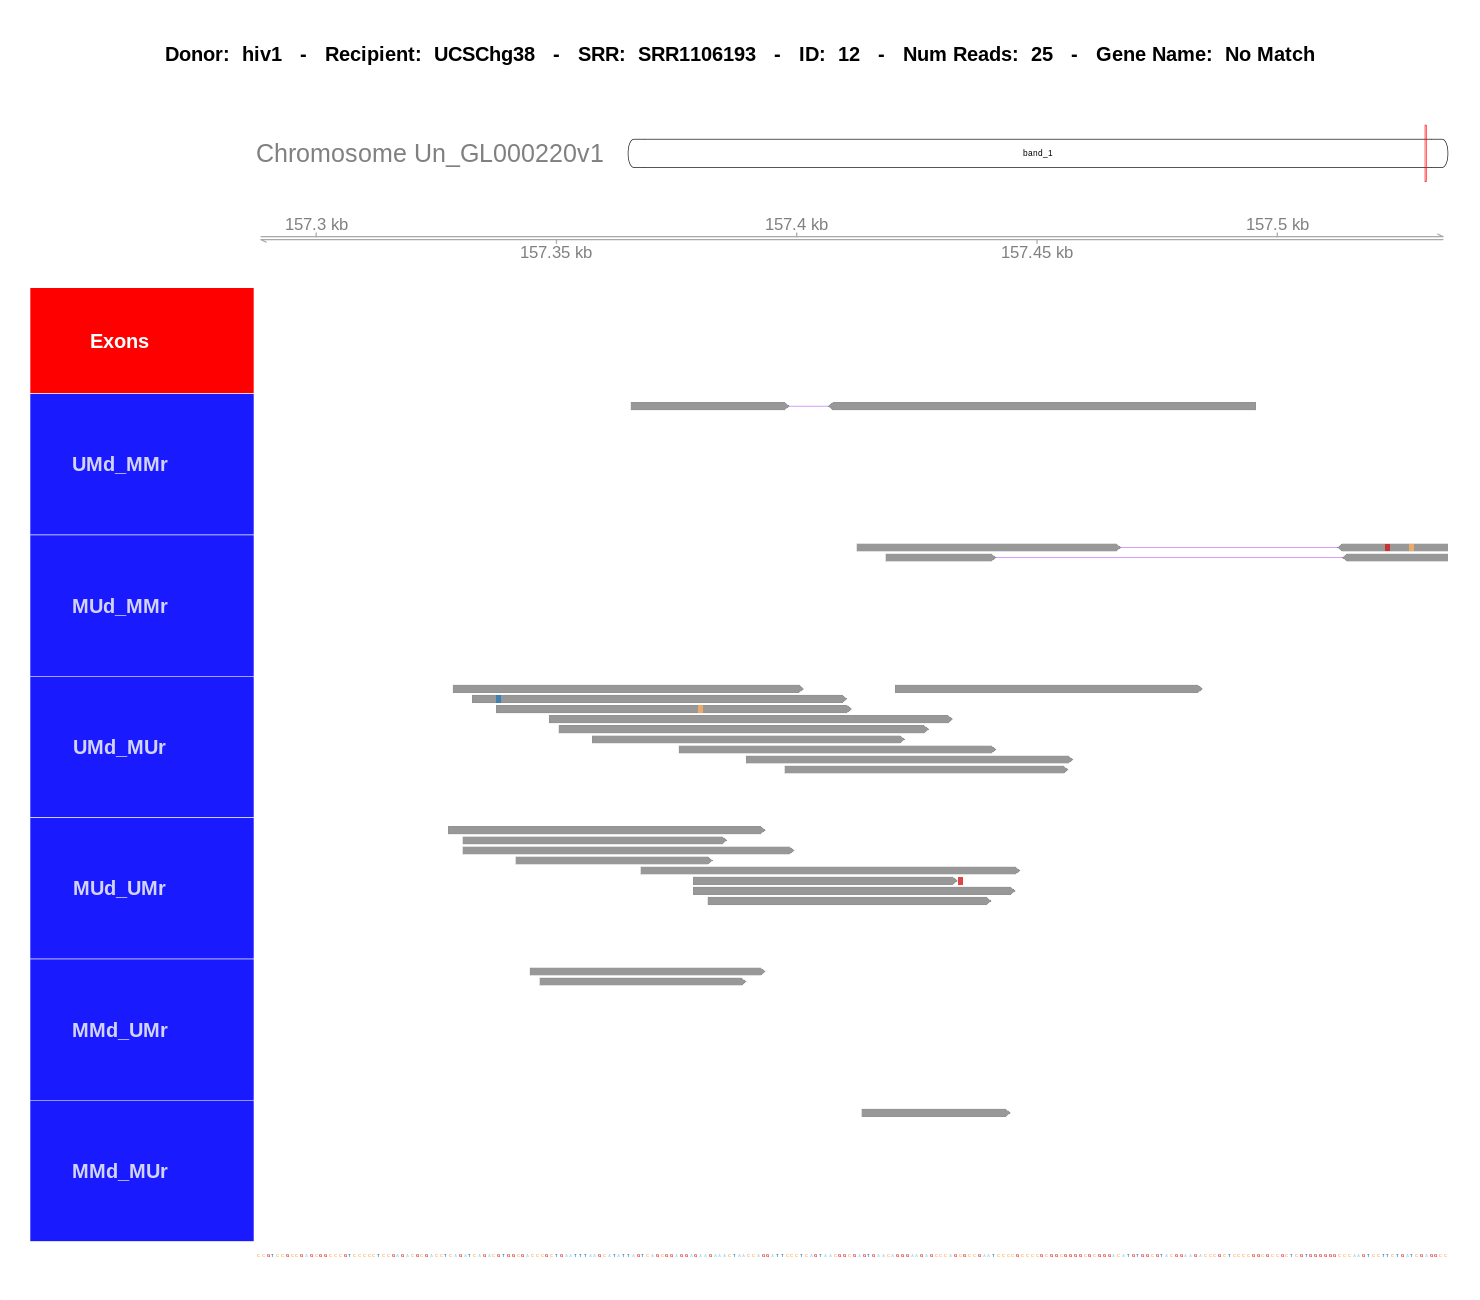 Donor: hiv1 - Recipient: UCSChg38 - SRR: SRR1106193 - ID: 12 - Num Reads: 25 - Gene Name: No Match
Chromosome Un_GL000220v1
band_1
157.3 kb
157.4 kb
157.5 kb
157.35 kb
157.45 kb
Exons
UMd_MMr
MUd_MMr
UMd_MUr
MUd_UMr
MMd_UMr
MMd_MUr